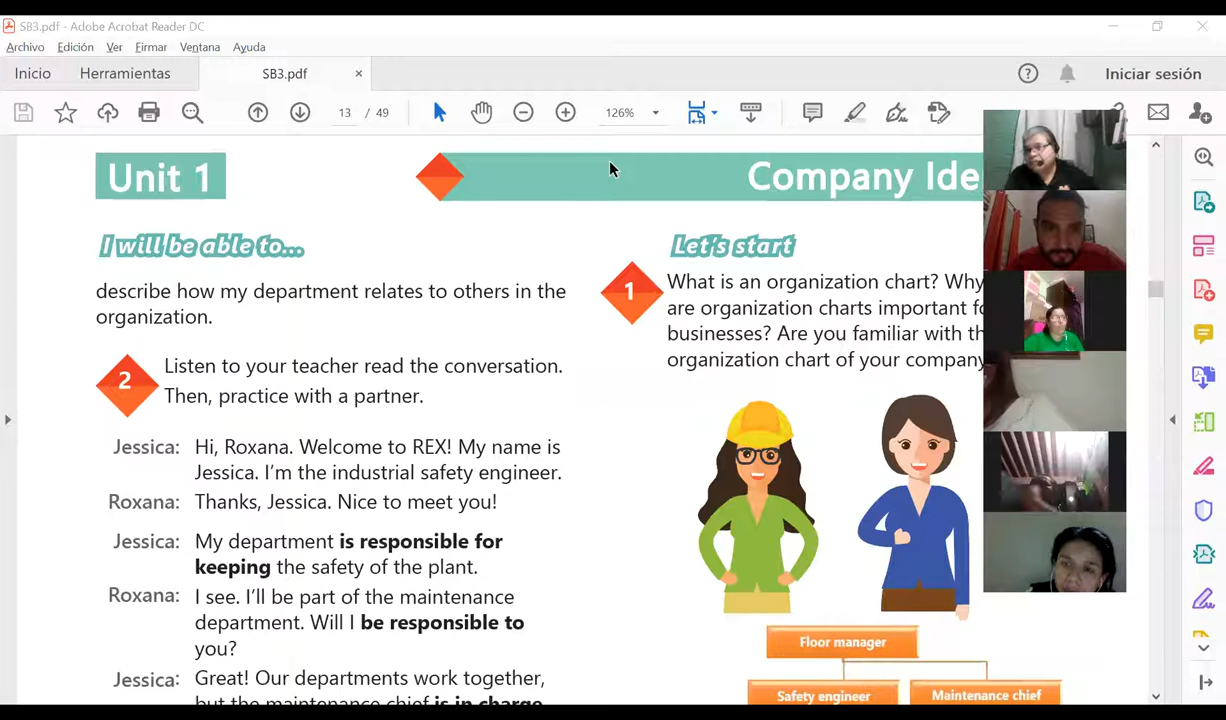 SB3.pdf - Adobe Acrobat Reader DC
Archivo Edición Ver Firmar Ventana Ayuda
Inicio Herramientas SB3.pdf × Iniciar sesión
13 / 49 126%
Unit 1 Company Ide
I will be able to...
describe how my department relates to others in the
organization.
2 Listen to your teacher read the conversation.
Then, practice with a partner.
Jessica: Hi, Roxana. Welcome to REX! My name is
Jessica. I'm the industrial safety engineer.
Roxana: Thanks, Jessica. Nice to meet you!
Jessica: My department is responsible for
keeping the safety of the plant.
Roxana: I see. I'll be part of the maintenance
department. Will I be responsible to
you?
Jessica: Great! Our departments work together,
but the maintenance chief is in charge
Let's start
1 What is an organization chart? Why
are organization charts important
businesses? Are you familiar with
organization chart of your company
Floor manager
Safety engineer Maintenance chief